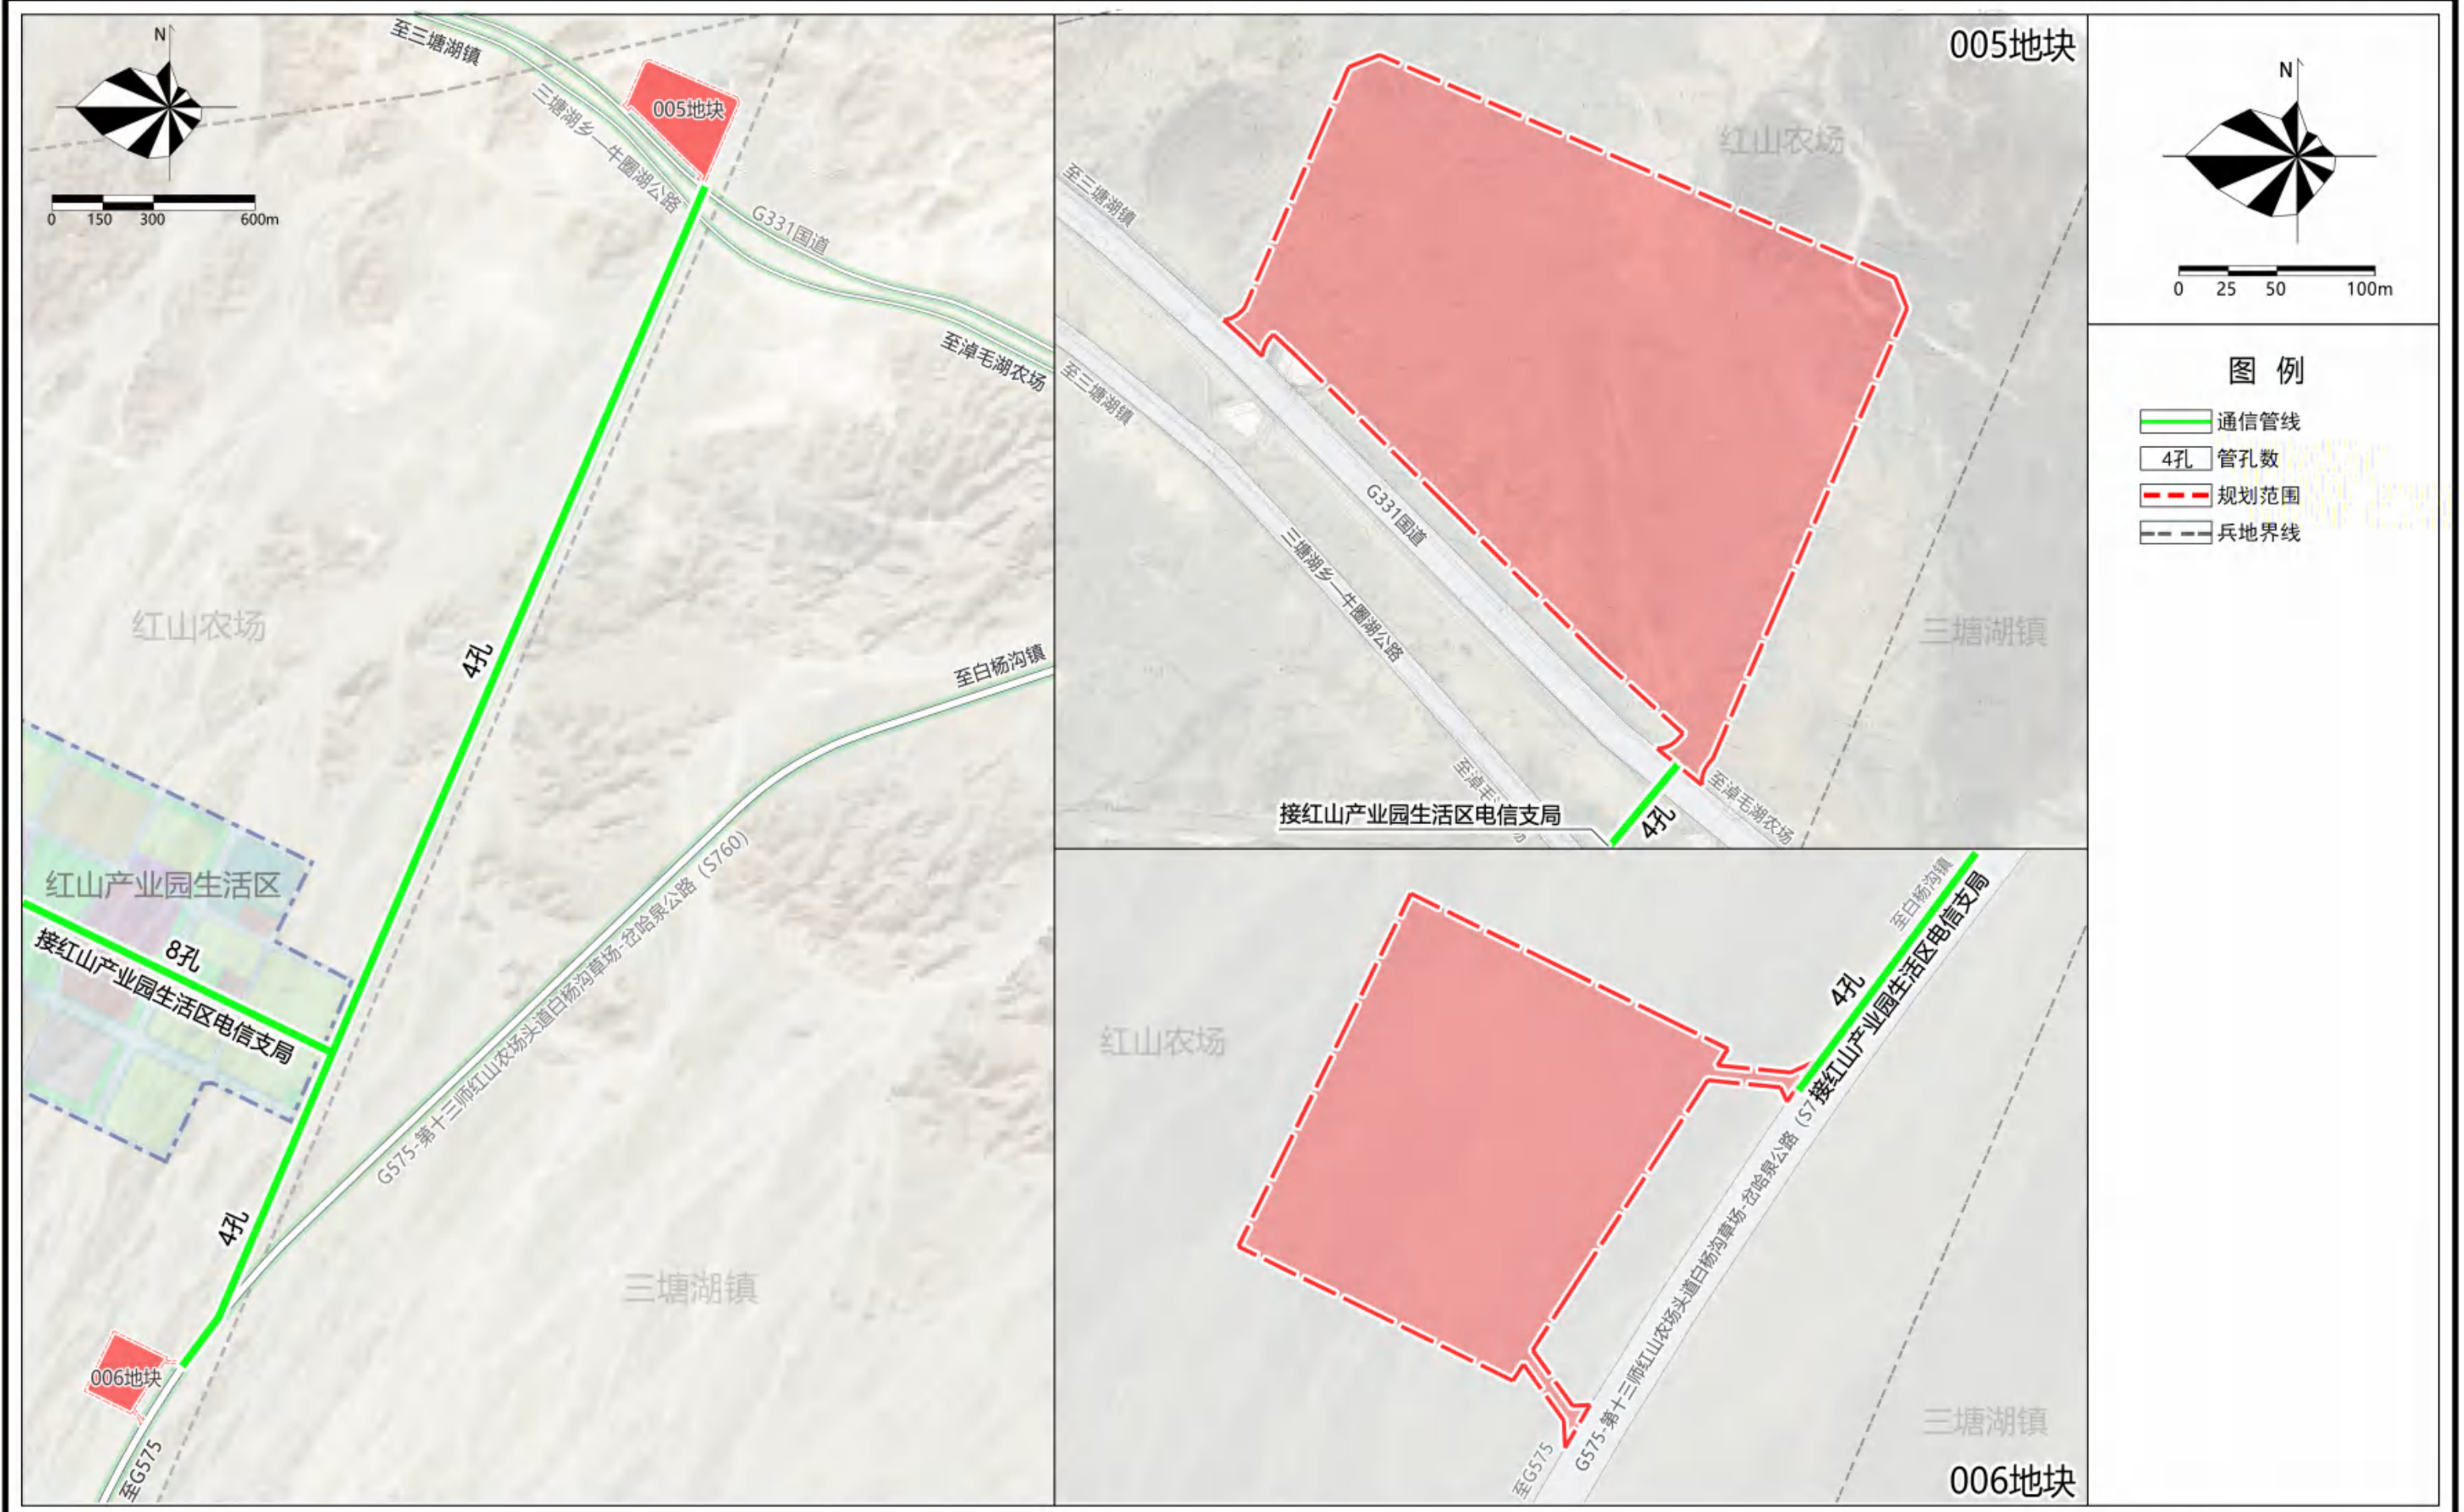 N
0 150 300 600m
至三塘湖镇
三塘湖乡—牛圈湖公路
005地块
G331国道
至淖毛湖农场
红山农场
4孔
至白杨沟镇
红山产业园生活区
8孔
接红山产业园生活区电信支局
G575-第十三师红山农场头道白杨沟草场-岔哈泉公路（S760）
4孔
三塘湖镇
006地块
至G575
005地块
红山农场
至三塘湖镇
至三塘湖镇
G331国道
三塘湖乡—牛圈湖公路
三塘湖镇
至淖毛湖农场
至淖毛
场
接红山产业园生活区电信支局
4孔
至白杨沟镇
接红山产业园生活区电信支局
4孔
红山农场
G575-第十三师红山农场头道白杨沟草场-岔哈泉公路（S7
至G575
三塘湖镇
006地块
N
0 25 50 100m
图 例
通信管线
4孔 管孔数
规划范围
兵地界线